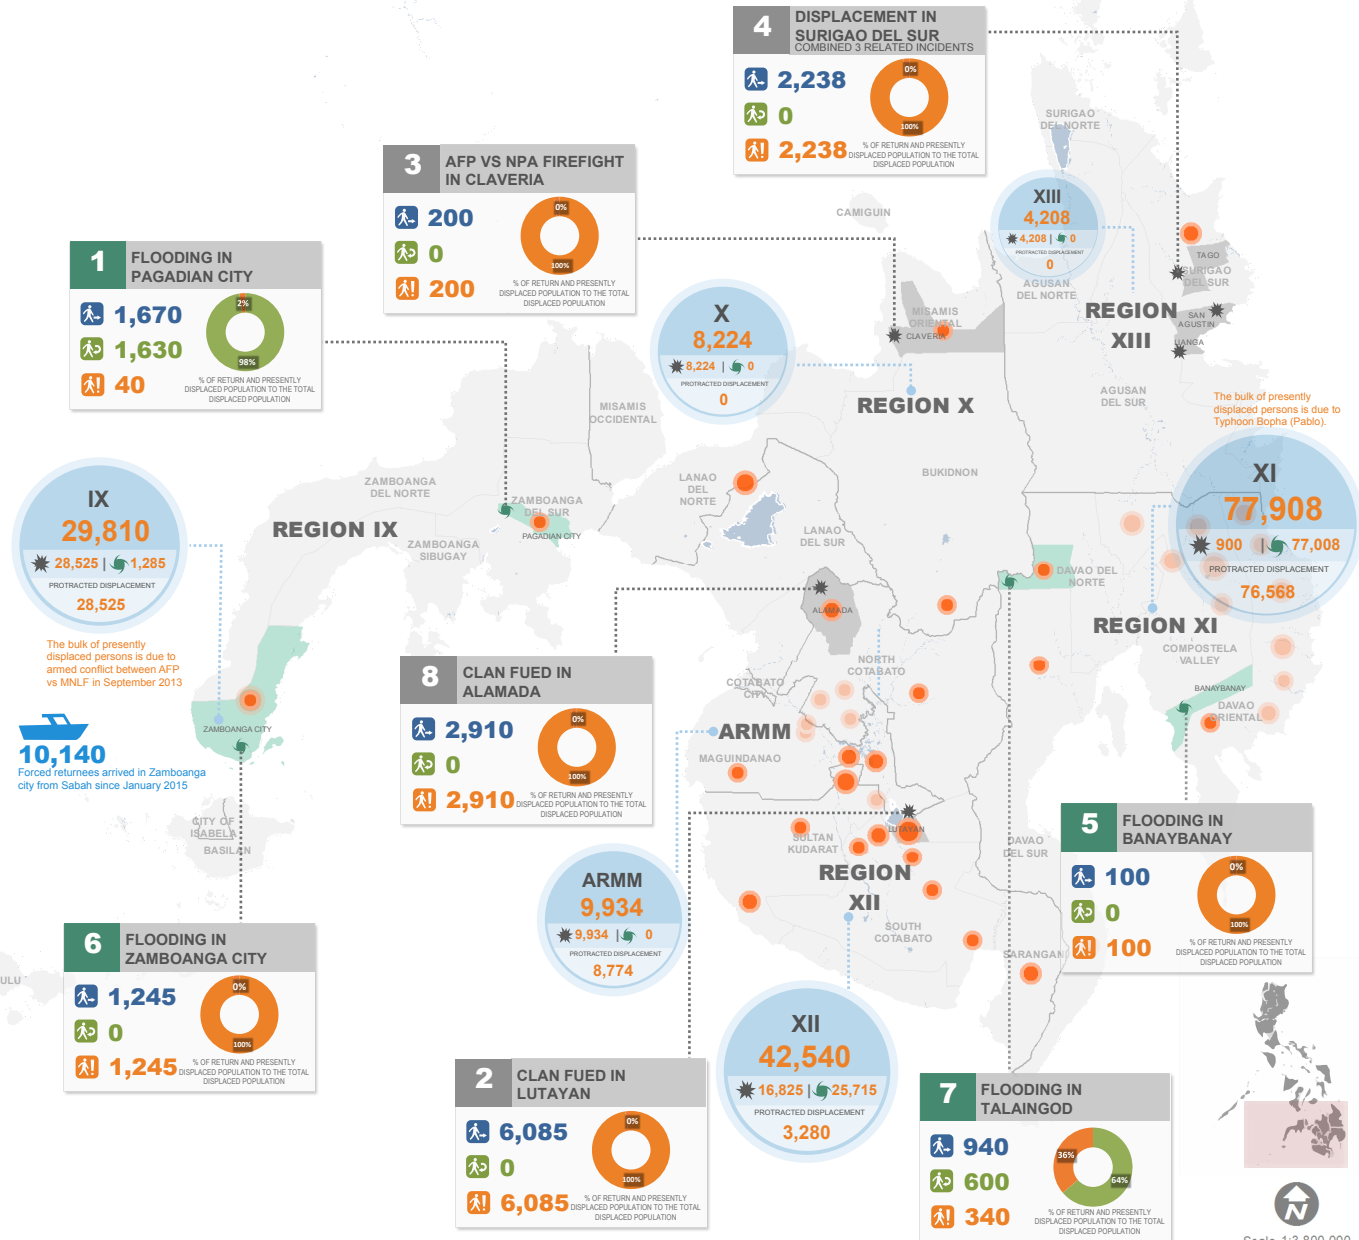 4
DISPLACEMENT IN
SURIGAO DEL SUR
COMBINED 3 RELATED INCIDENTS
2,238
0
2,238
0%
100%
% OF RETURN AND PRESENTLY
DISPLACED POPULATION TO THE TOTAL
DISPLACED POPULATION
3
AFP VS NPA FIREFIGHT
IN CLAVERIA
200
0
200
0%
100%
% OF RETURN AND PRESENTLY
DISPLACED POPULATION TO THE TOTAL
DISPLACED POPULATION
1
FLOODING IN
PAGADIAN CITY
1,670
1,630
40
2%
98%
% OF RETURN AND PRESENTLY
DISPLACED POPULATION TO THE TOTAL
DISPLACED POPULATION
SURIGAO
DEL NORTE
CAMIGUIN
XIII
4,208
4,208 | 0
PROTRACTED DISPLACEMENT
0
AGUSAN
DEL NORTE
TAGO
SURIGAO
DEL SUR
SAN
AGUSTIN
REGION
XIII
X
8,224
8,224 | 0
PROTRACTED DISPLACEMENT
0
MISAMIS
ORIENTAL
CLAVERIA
REGION X
AGUSAN
DEL SUR
MISAMIS
OCCIDENTAL
The bulk of presently
displaced persons is due to
Typhoon Bopha (Pablo).
XI
77,908
900 | 77,008
PROTRACTED DISPLACEMENT
76,568
IX
29,810
28,525 | 1,285
PROTRACTED DISPLACEMENT
28,525
The bulk of presently
displaced persons is due to
armed conflict between AFP
vs MNLF in September 2013
ZAMBOANGA
DEL NORTE
REGION IX
ZAMBOANGA
DEL SUR
PAGADIAN CITY
ZAMBOANGA
SIBUGAY
LANAO
DEL
NORTE
BUKIDNON
LANAO
DEL SUR
DAVAO DEL
NORTE
ALAMADA
REGION XI
COMPOSTELA
VALLEY
BANAYBANAY
DAVAO
ORIENTAL
8
CLAN FUED IN
ALAMADA
2,910
0
2,910
0%
100%
% OF RETURN AND PRESENTLY
DISPLACED POPULATION TO THE TOTAL
DISPLACED POPULATION
NORTH
COTABATO
COTABATO
CITY
ARMM
MAGUINDANAO
ZAMBOANGA CITY
10,140
Forced returnees arrived in Zamboanga
city from Sabah since January 2015
CITY OF
ISABELA
BASILAN
ULU
LUTAYAN
SULTAN
KUDARAT
REGION
XII
SOUTH
COTABATO
DAVAO
DEL SUR
5
FLOODING IN
BANAYBANAY
100
0
100
0%
100%
% OF RETURN AND PRESENTLY
DISPLACED POPULATION TO THE TOTAL
DISPLACED POPULATION
SARANGAN
ARMM
9,934
9,934 | 0
PROTRACTED DISPLACEMENT
8,774
6
FLOODING IN
ZAMBOANGA CITY
1,245
0
1,245
0%
100%
% OF RETURN AND PRESENTLY
DISPLACED POPULATION TO THE TOTAL
DISPLACED POPULATION
XII
42,540
16,825 | 25,715
PROTRACTED DISPLACEMENT
3,280
2
CLAN FUED IN
LUTAYAN
6,085
0
6,085
0%
100%
% OF RETURN AND PRESENTLY
DISPLACED POPULATION TO THE TOTAL
DISPLACED POPULATION
7
FLOODING IN
TALAINGOD
940
600
340
36%
64%
% OF RETURN AND PRESENTLY
DISPLACED POPULATION TO THE TOTAL
DISPLACED POPULATION
N
Scale 1:3,800,000